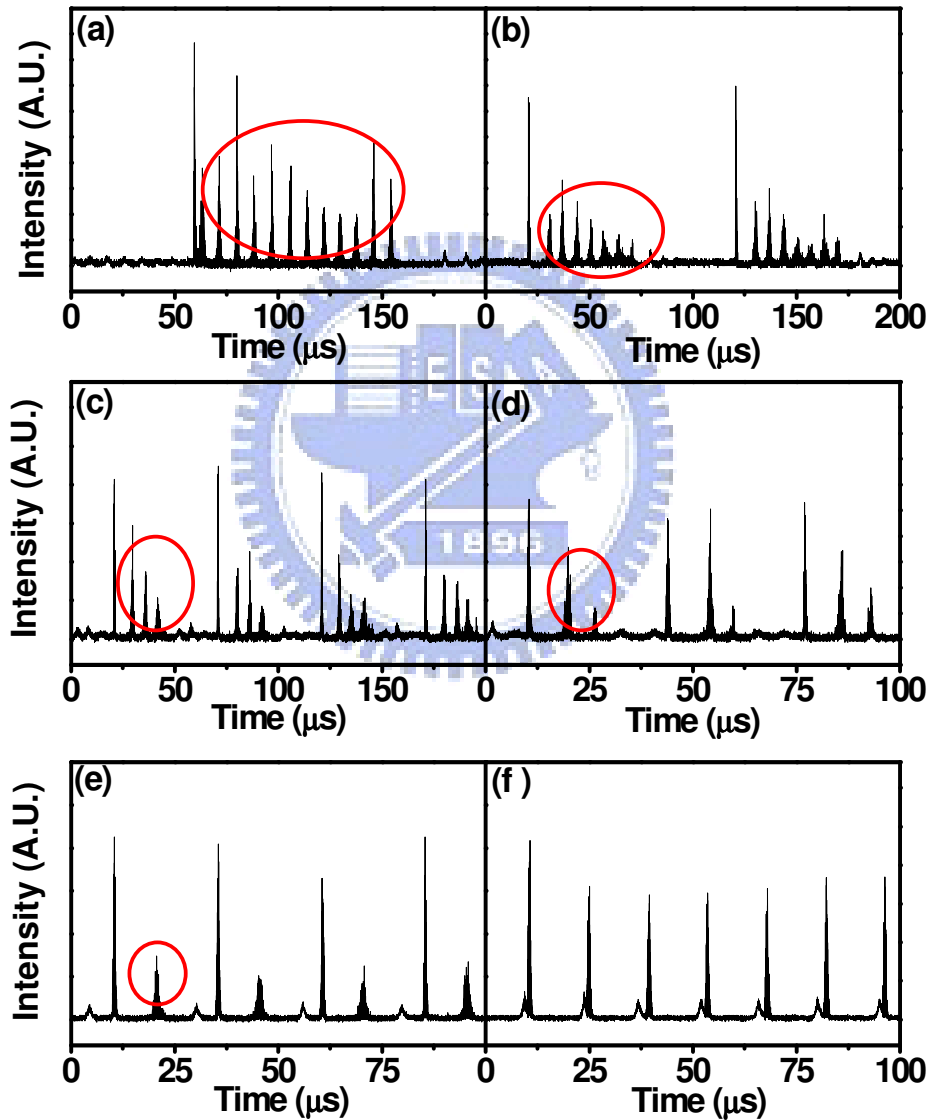 (a) (b)
Intensity (A.U.)
0 50 100 150 0 50 100 150 200
Time (μs) Time (μs)
(c) (d)
Intensity (A.U.)
1896
0 50 100 150 0 25 50 75 100
Time (μs) Time (μs)
(e) (f )
Intensity (A.U.)
0 25 50 75 0 25 50 75 100
Time (μs) Time (μs)